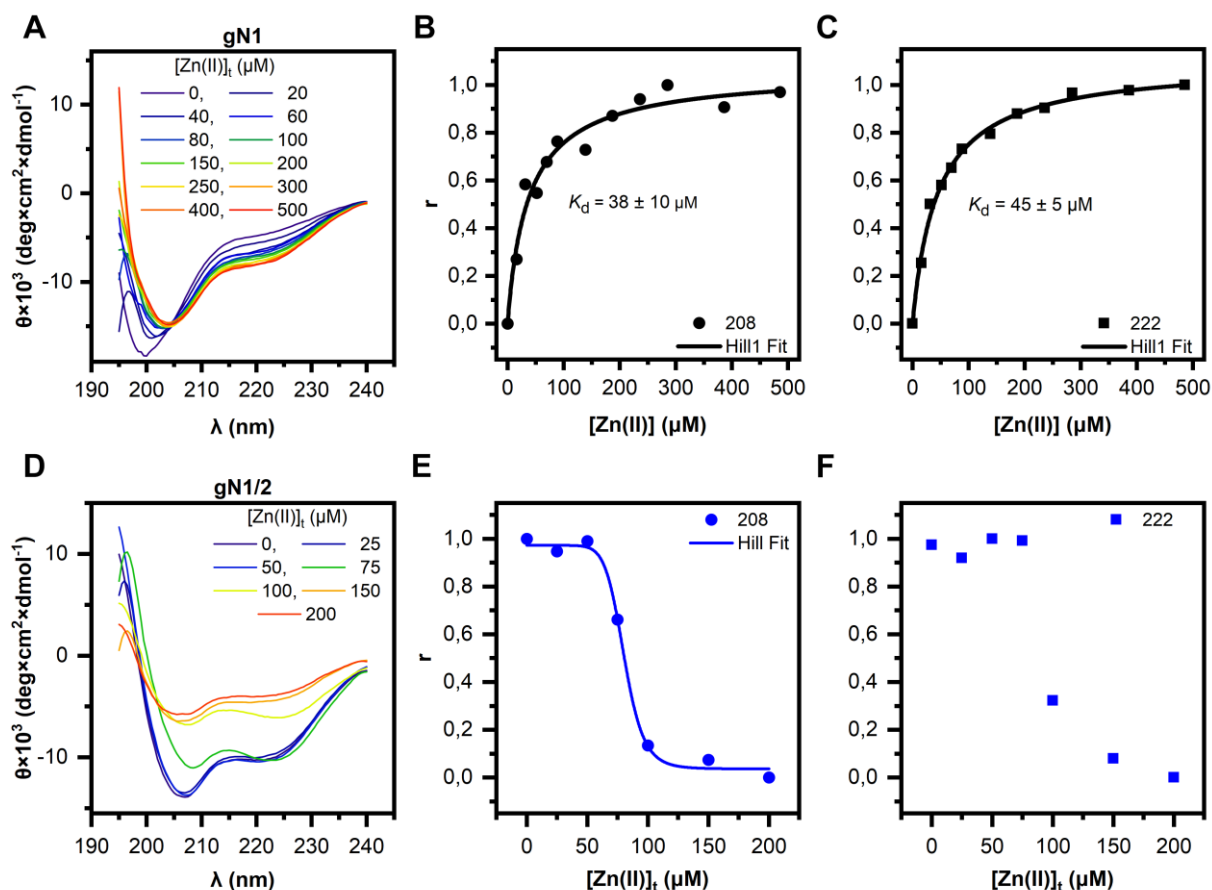 A
gN1
[Zn(II)]t (µM)
0, 20
40, 60
80, 100
150, 200
250, 300
400, 500
10
0
-10
190 200 210 220 230 240
θ×10³ (deg×cm²×dmol⁻¹)
λ (nm)
B
1,0
0,8
0,6
0,4
0,2
0,0
r
Kd = 38 ± 10 µM
208
Hill1 Fit
0 100 200 300 400 500
[Zn(II)] (µM)
C
1,0
0,8
0,6
0,4
0,2
0,0
Kd = 45 ± 5 µM
222
Hill1 Fit
0 100 200 300 400 500
[Zn(II)] (µM)
D
gN1/2
[Zn(II)]t (µM)
0, 25
50, 75
100, 150
200
10
0
-10
190 200 210 220 230 240
θ×10³ (deg×cm²×dmol⁻¹)
λ (nm)
E
208
Hill Fit
1,0
0,8
0,6
0,4
0,2
0,0
r
0 50 100 150 200
[Zn(II)]t (µM)
F
222
1,0
0,8
0,6
0,4
0,2
0,0
0 50 100 150 200
[Zn(II)]t (µM)